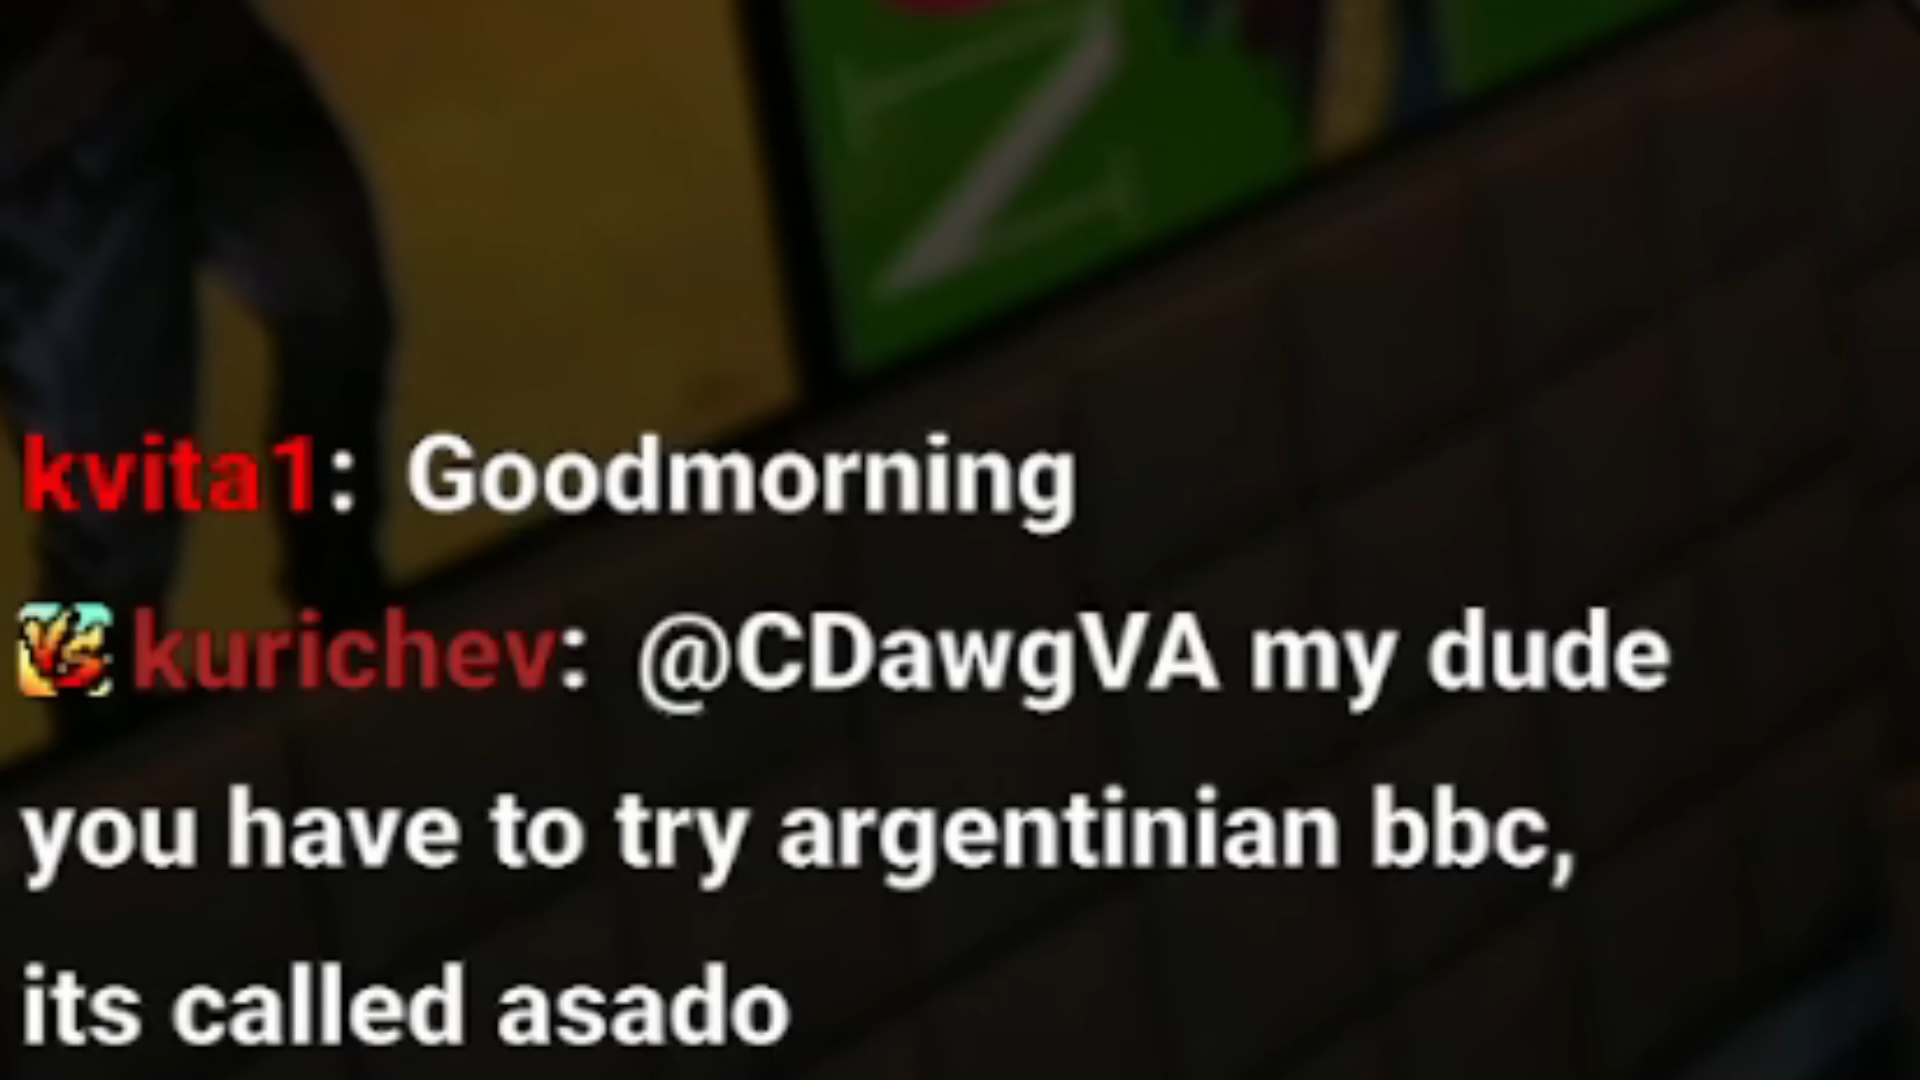 kvita1: Goodmorning
kurichev: @CDawgVA my dude
you have to try argentinian bbc,
its called asado